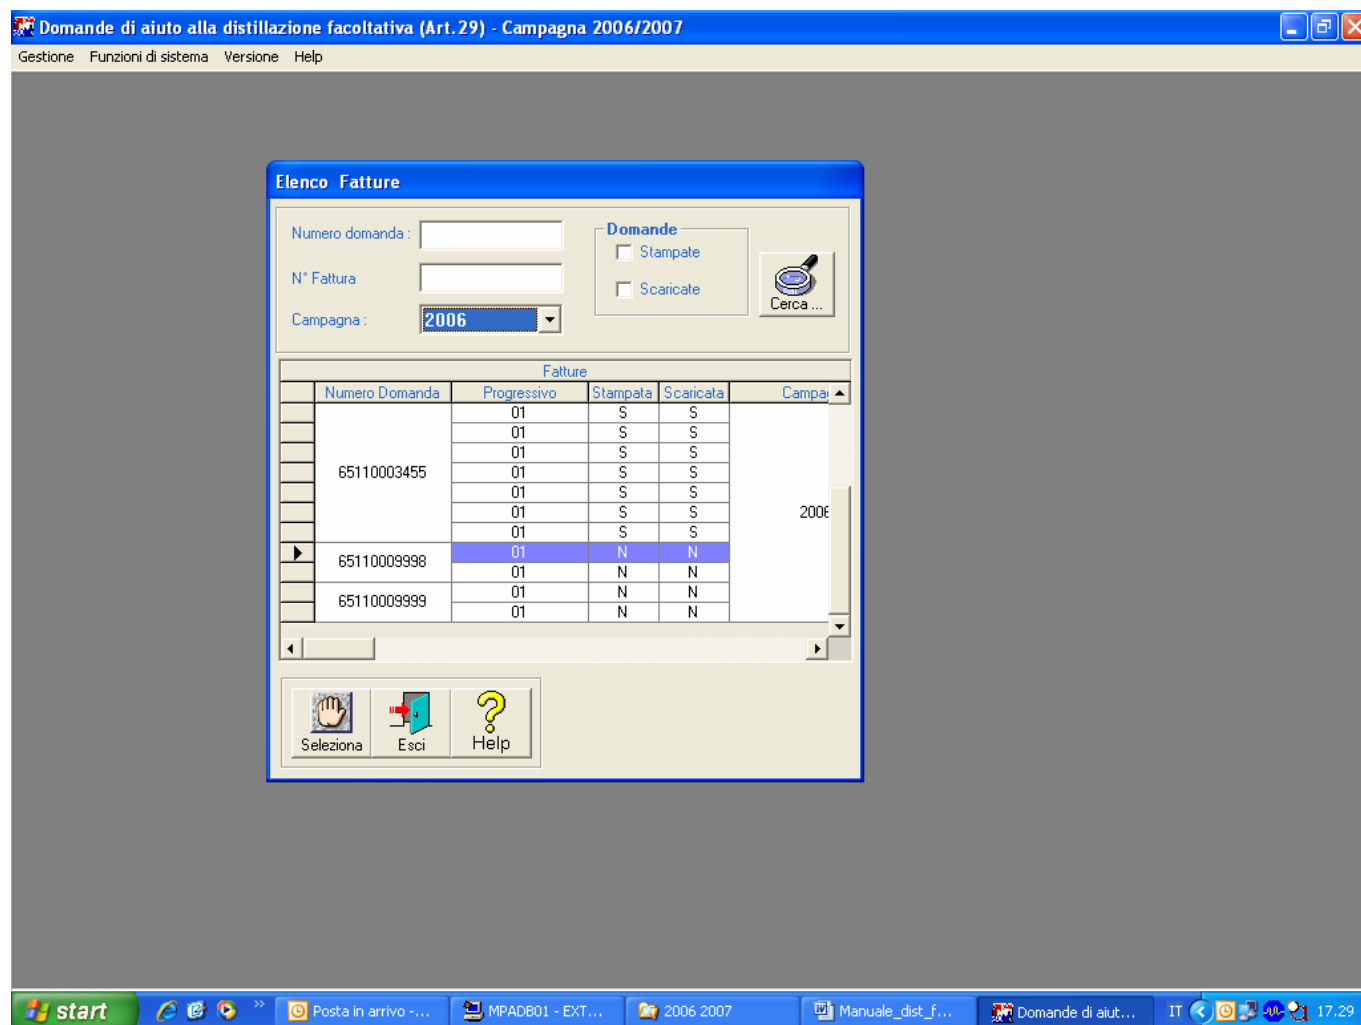 Domande di aiuto alla distillazione facoltativa (Art.29) - Campagna 2006/2007
Gestione Funzioni di sistema Versione Help
Elenco Fatture
Numero domanda :
N° Fattura
Campagna : 2006
Domande
Stampate
Scaricate
Cerca ...
Fatture
Numero Domanda Progressivo Stampata Scaricata Campag
01 S S
01 S S
01 S S
65110003455 01 S S
01 S S
01 S S 2006
01 S S
65110009998 01 N N
01 N N
65110009999 01 N N
01 N N
Seleziona Esci Help
start » Posta in arrivo -... MPADB01 - EXT... 2006 2007 Manuale_dist_f... Domande di aiut... IT 17.29